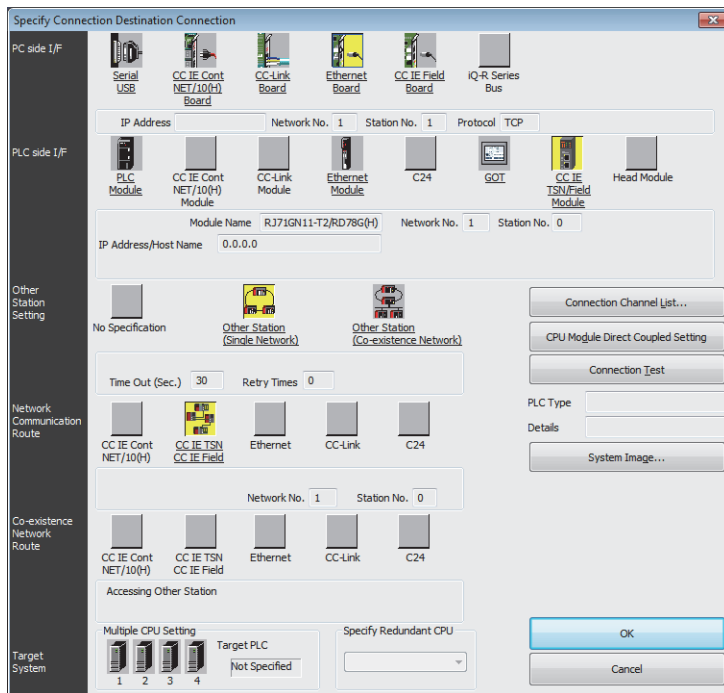 Specify Connection Destination Connection
PC side I/F
Serial
USB
CC IE Cont
NET/10(H)
Board
CC-Link
Board
Ethernet
Board
CC IE Field
Board
iQ-R Series
Bus
IP Address
Network No. 1
Station No. 1
Protocol TCP
PLC side I/F
PLC
Module
CC IE Cont
NET/10(H)
Module
CC-Link
Module
Ethernet
Module
C24
GOT
CC IE
TSN/Field
Module
Head Module
Module Name RJ71GN11-T2/RD78G(H)
Network No. 1
Station No. 0
IP Address/Host Name 0.0.0.0
Other
Station
Setting
No Specification
Other Station
(Single Network)
Other Station
(Co-existence Network)
Time Out (Sec.) 30
Retry Times 0
Connection Channel List...
CPU Module Direct Coupled Setting
Connection Test
PLC Type
Details
System Image...
Network
Communication
Route
CC IE Cont
NET/10(H)
CC IE TSN
CC IE Field
Ethernet
CC-Link
C24
Network No. 1
Station No. 0
Co-existence
Network
Route
CC IE Cont
NET/10(H)
CC IE TSN
CC IE Field
Ethernet
CC-Link
C24
Accessing Other Station
Target
System
Multiple CPU Setting
1 2 3 4
Target PLC
Not Specified
Specify Redundant CPU
OK
Cancel